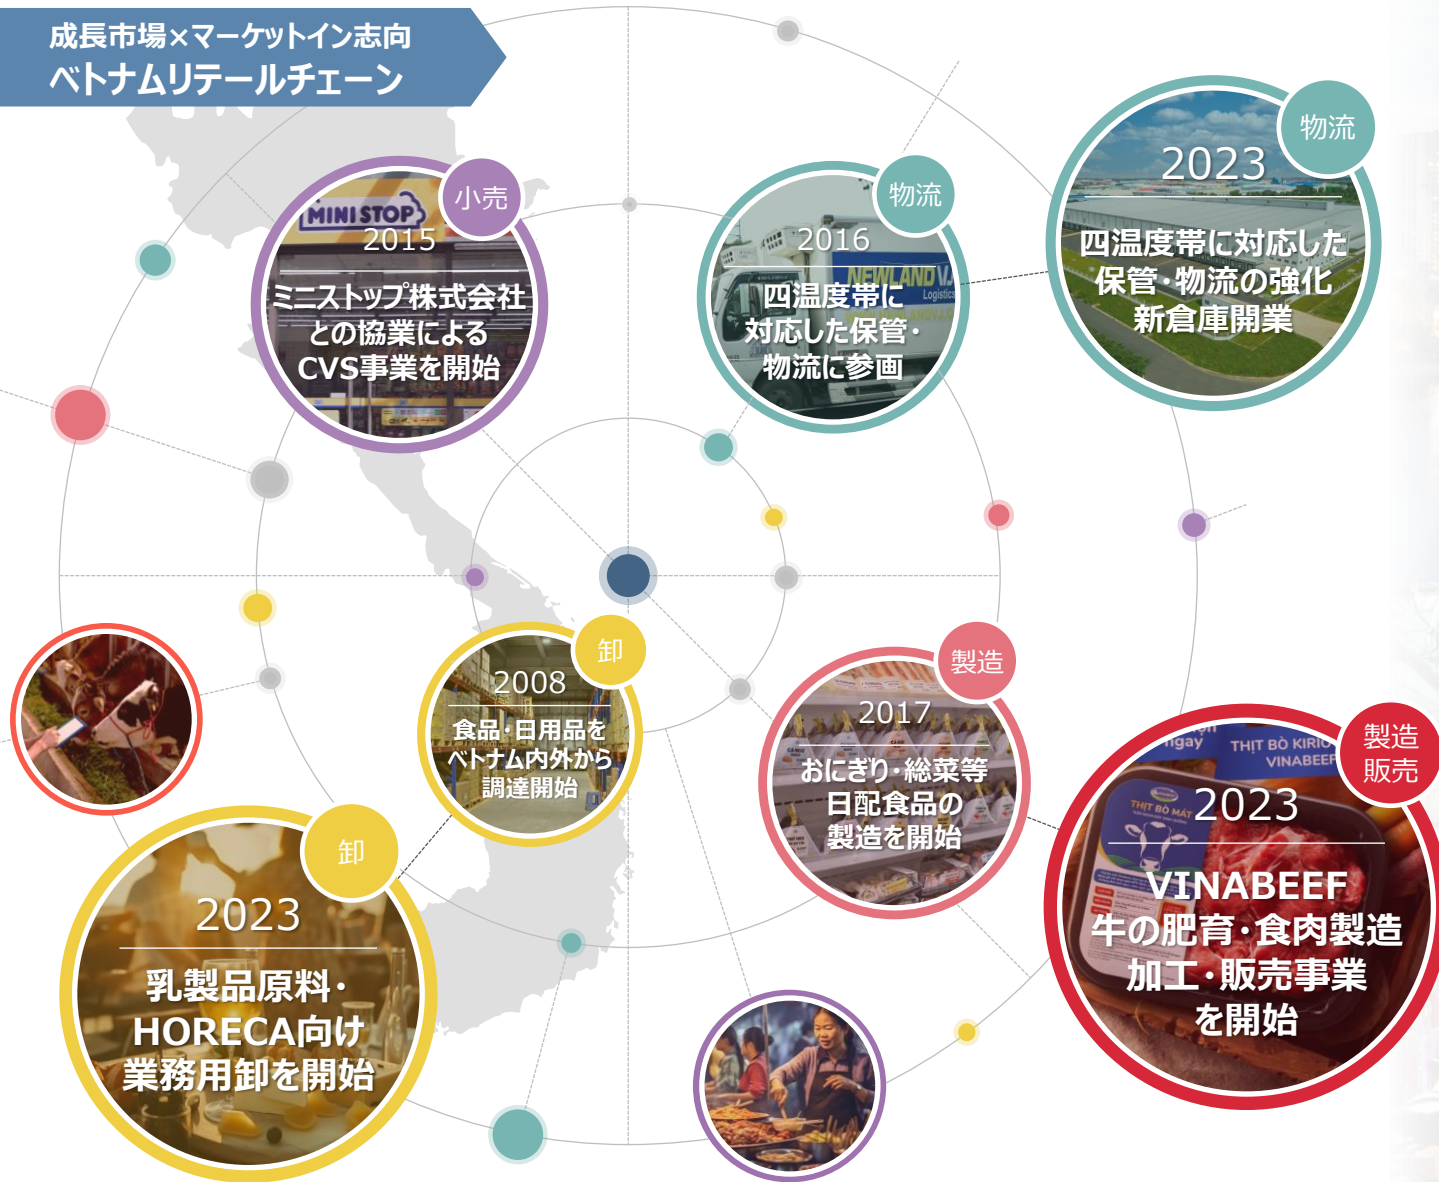 成長市場×マーケットイン志向
ベトナムリテールチェーン
小売
MINI STOP
2015
ミニストップ株式会社
との協業による
CVS事業を開始
物流
2016
NEWLAND VJ
Logistics
四温度帯に
対応した保管・
物流に参画
物流
2023
四温度帯に対応した
保管・物流の強化
新倉庫開業
卸
2008
食品・日用品を
ベトナム内外から
調達開始
製造
2017
おにぎり・総菜等
日配食品の
製造を開始
卸
2023
乳製品原料・
HORECA向け
業務用卸を開始
製造
販売
ngay
THỊT BÒ
VINABEEF
THỊT BÒ MÁT
2023
VINABEEF
牛の肥育・食肉製造
加工・販売事業
を開始